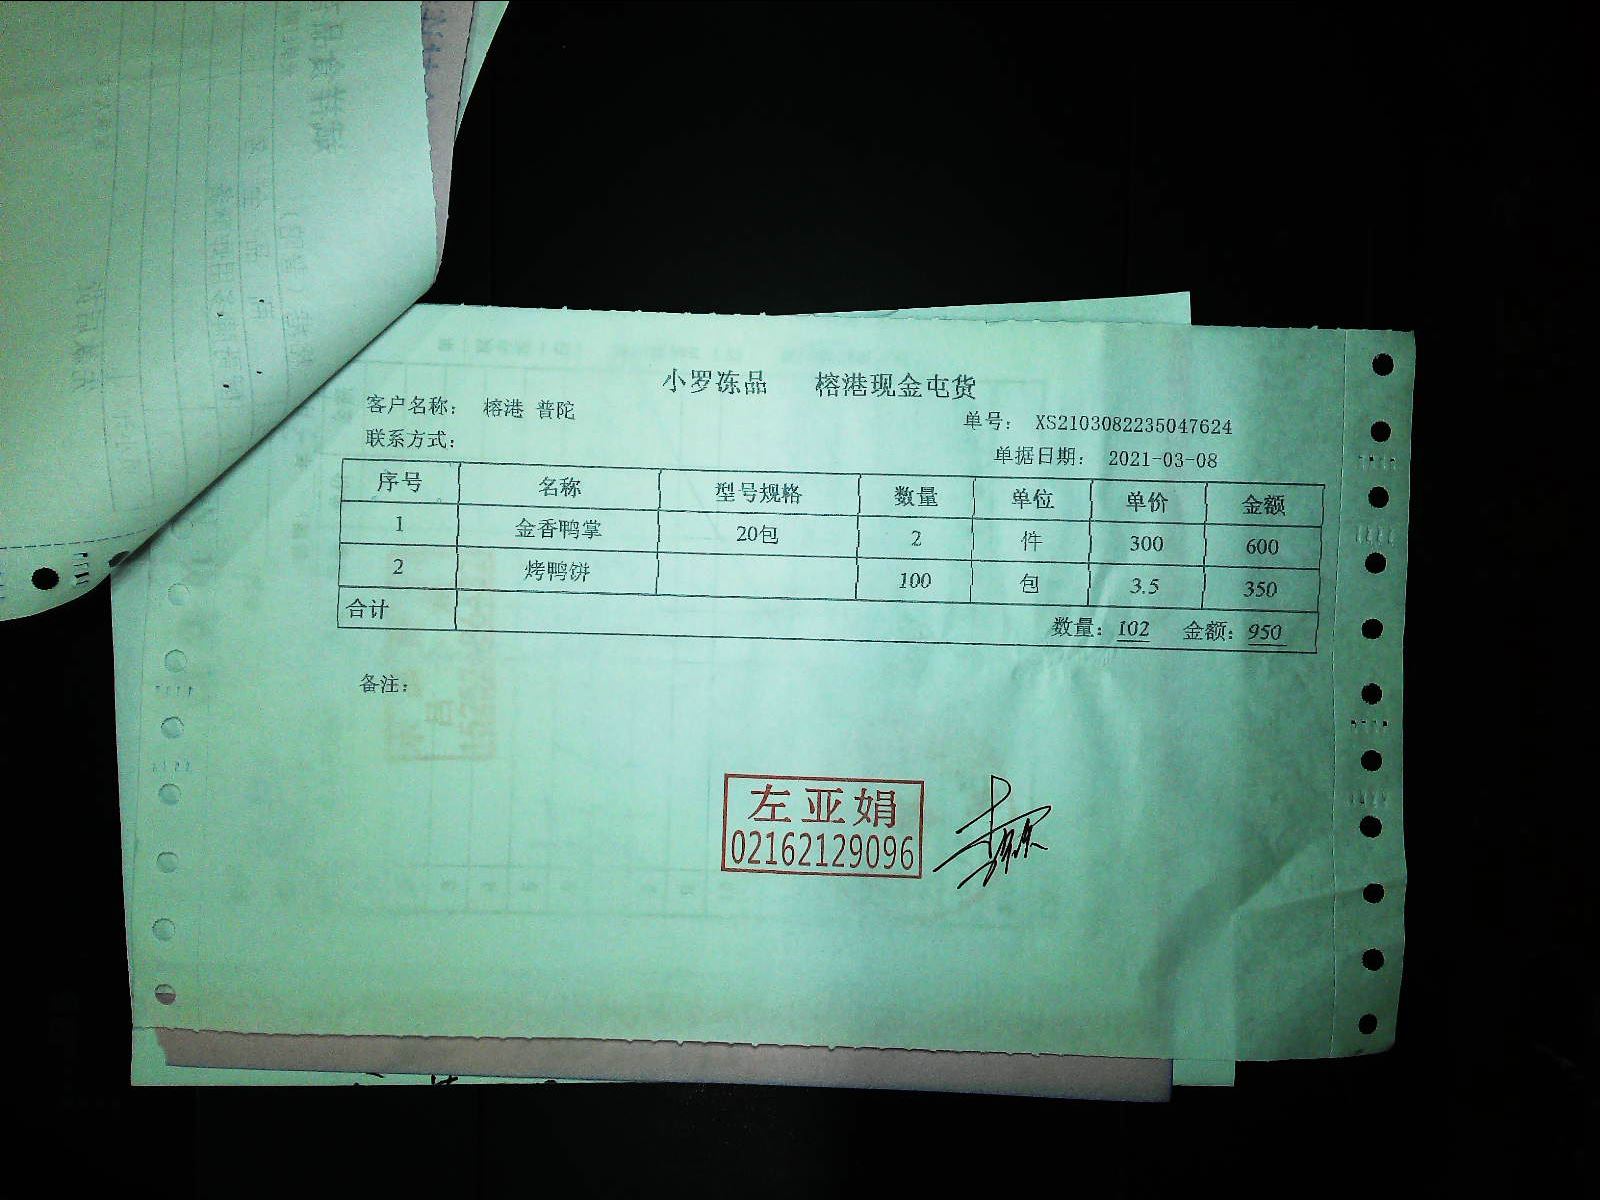 小罗冻品 榕港现金屯货
客户名称: 榕港 普陀
单号: XS2103082235047624
联系方式:
单据日期: 2021-03-08
序号 名称 型号规格 数量 单位 单价 金额
1 金香鸭掌 20包 2 件 300 600
2 烤鸭饼 100 包 3.5 350
合计 数量: 102 金额: 950
备注:
左亚娟
02162129096